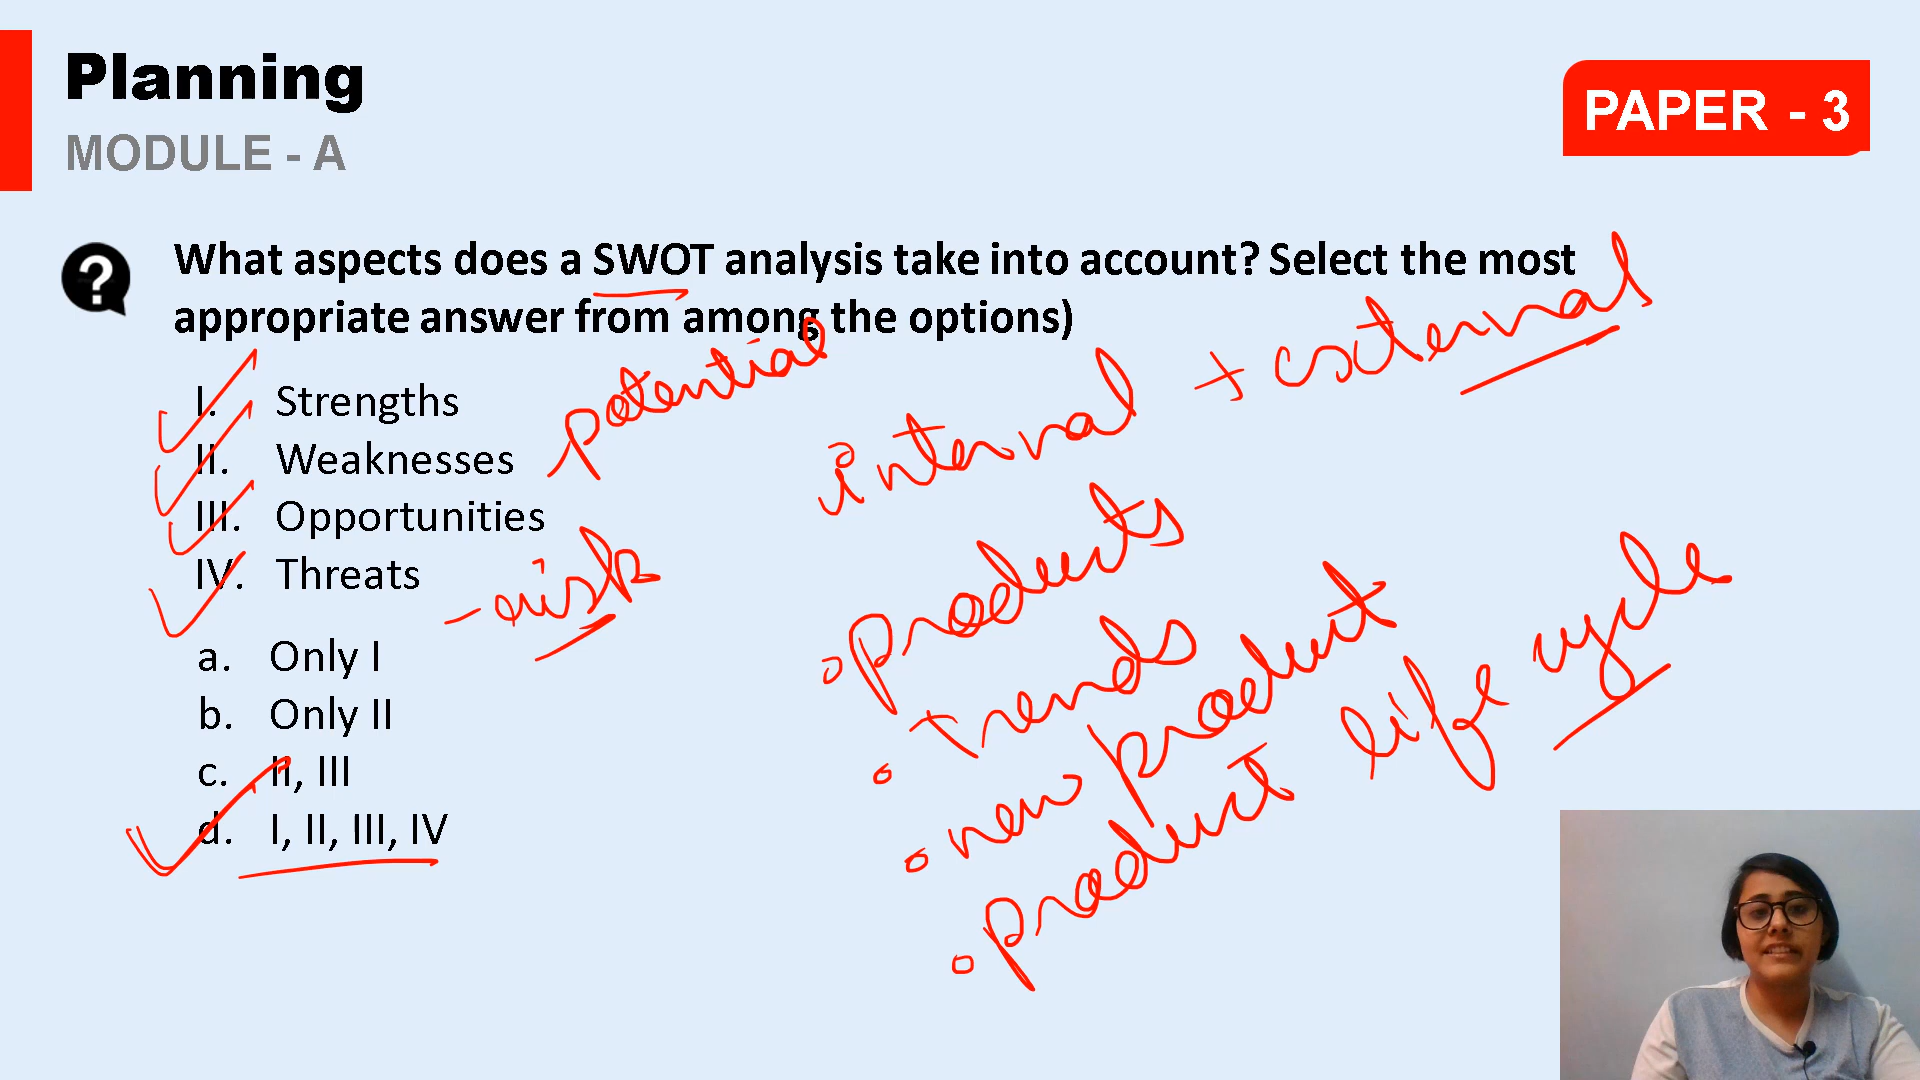 Planning
MODULE - A
PAPER - 3
What aspects does a SWOT analysis take into account? Select the most
appropriate answer from among the options)
I. Strengths
II. Weaknesses
III. Opportunities
IV. Threats
a. Only I
b. Only II
c. II, III
d. I, II, III, IV
potential
- risk
internal + external
products
trends
new product
product life cycle